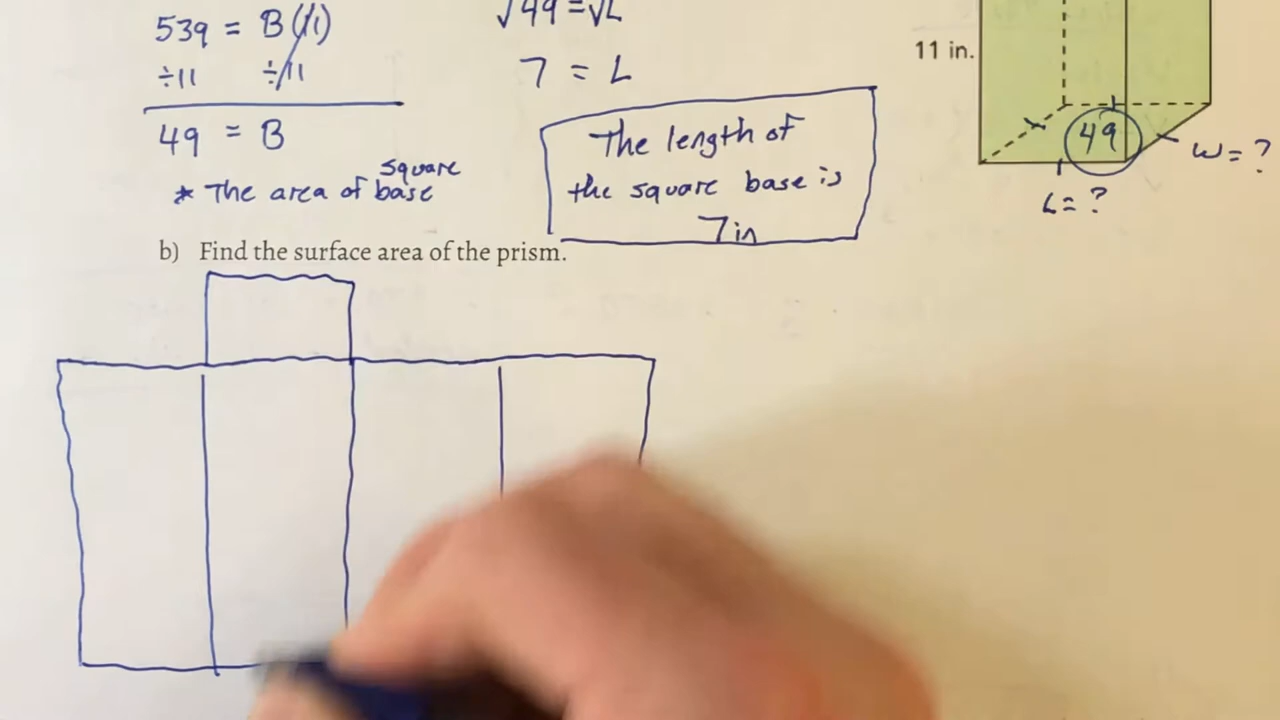 539 = B(11)
÷11 ÷11
49 = B
* The area of square base
√49 = √L
7 = L
The length of
the square base is
7in
11 in.
49
w = ?
L = ?
b) Find the surface area of the prism.